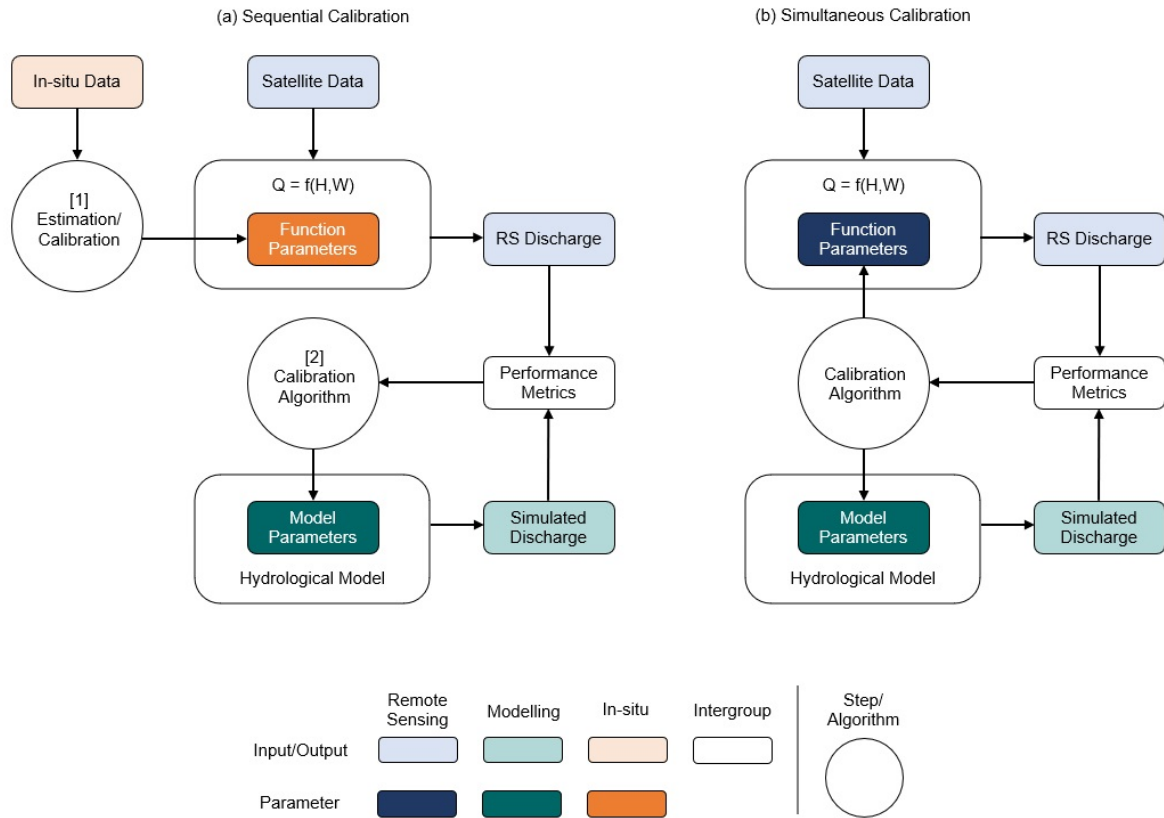 (a) Sequential Calibration
In-situ Data
Satellite Data
[1]
Estimation/
Calibration
Q = f(H,W)
Function
Parameters
RS Discharge
[2]
Calibration
Algorithm
Performance
Metrics
Model
Parameters
Hydrological Model
Simulated
Discharge
(b) Simultaneous Calibration
Satellite Data
Q = f(H,W)
Function
Parameters
RS Discharge
Calibration
Algorithm
Performance
Metrics
Model
Parameters
Hydrological Model
Simulated
Discharge
Remote
Sensing
Modelling
In-situ
Intergroup
Step/
Algorithm
Input/Output
Parameter